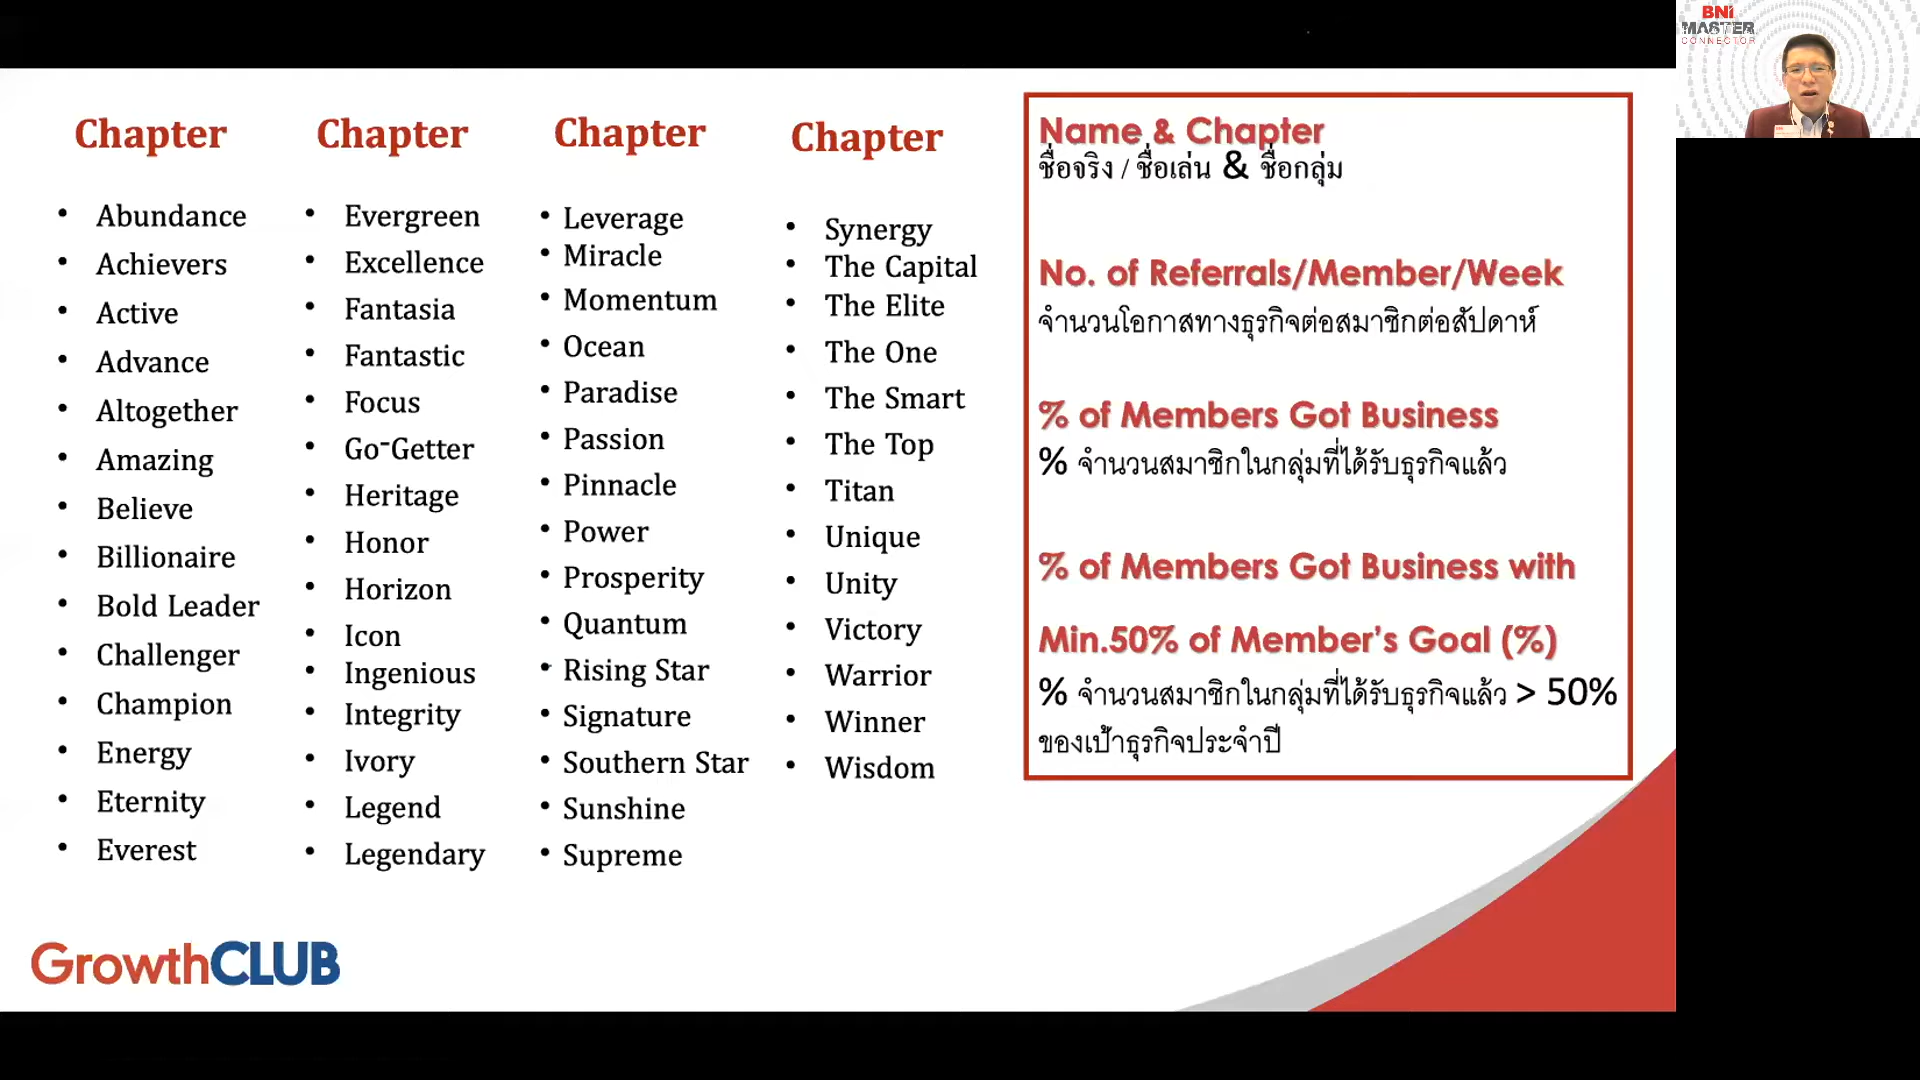 BNI
MASTER
CONNECTOR
Chapter
Abundance
Achievers
Active
Advance
Altogether
Amazing
Believe
Billionaire
Bold Leader
Challenger
Champion
Energy
Eternity
Everest
Chapter
Evergreen
Excellence
Fantasia
Fantastic
Focus
Go-Getter
Heritage
Honor
Horizon
Icon
Ingenious
Integrity
Ivory
Legend
Legendary
Chapter
Leverage
Miracle
Momentum
Ocean
Paradise
Passion
Pinnacle
Power
Prosperity
Quantum
Rising Star
Signature
Southern Star
Sunshine
Supreme
Chapter
Synergy
The Capital
The Elite
The One
The Smart
The Top
Titan
Unique
Unity
Victory
Warrior
Winner
Wisdom
Name & Chapter
ชื่อจริง / ชื่อเล่น & ชื่อกลุ่ม
No. of Referrals/Member/Week
จำนวนโอกาสทางธุรกิจต่อสมาชิกต่อสัปดาห์
% of Members Got Business
% จำนวนสมาชิกในกลุ่มที่ได้รับธุรกิจแล้ว
% of Members Got Business with
Min.50% of Member's Goal (%)
% จำนวนสมาชิกในกลุ่มที่ได้รับธุรกิจแล้ว > 50%
ของเป้าธุรกิจประจำปี
GrowthCLUB